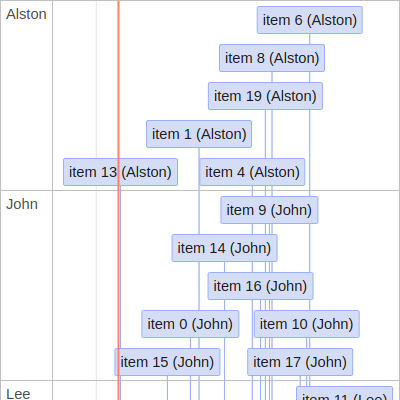 Alston
item 6 (Alston)
item 8 (Alston)
item 19 (Alston)
item 1 (Alston)
item 13 (Alston)
item 4 (Alston)
John
item 9 (John)
item 14 (John)
item 16 (John)
item 0 (John)
item 10 (John)
item 15 (John)
item 17 (John)
Lee
item 11 (Lee)